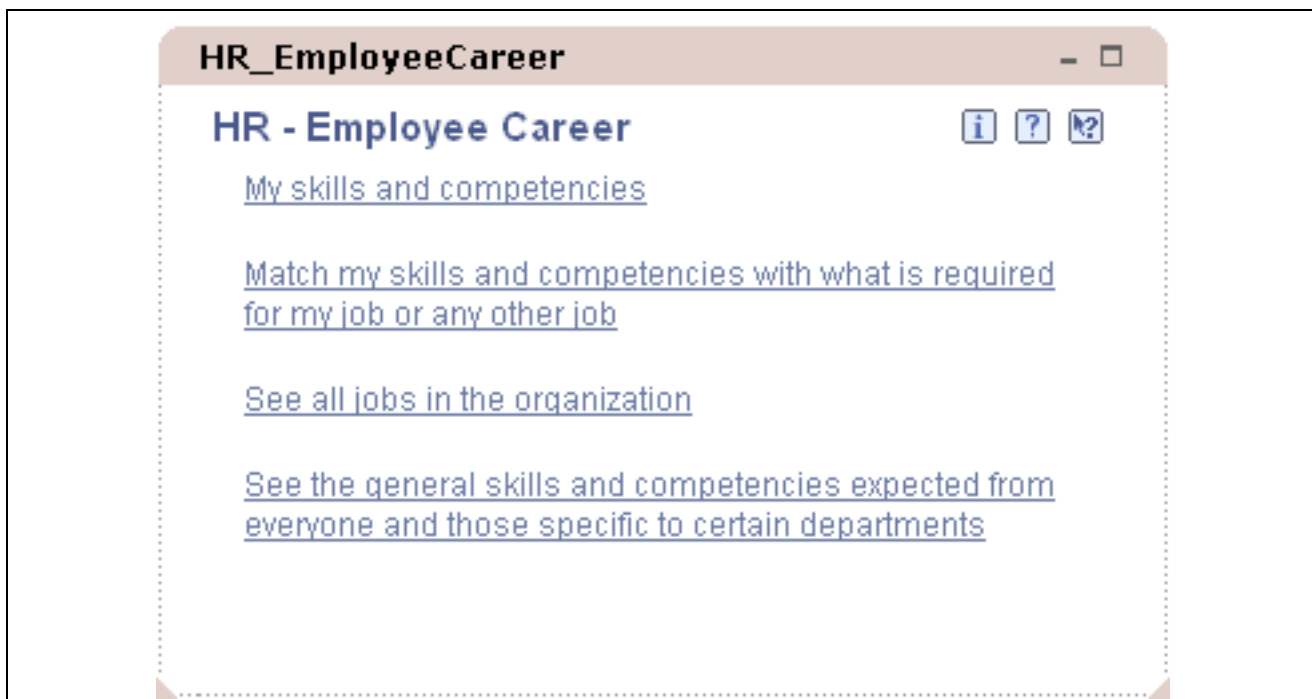 HR_EmployeeCareer
HR - Employee Career
My skills and competencies
Match my skills and competencies with what is required
for my job or any other job
See all jobs in the organization
See the general skills and competencies expected from
everyone and those specific to certain departments